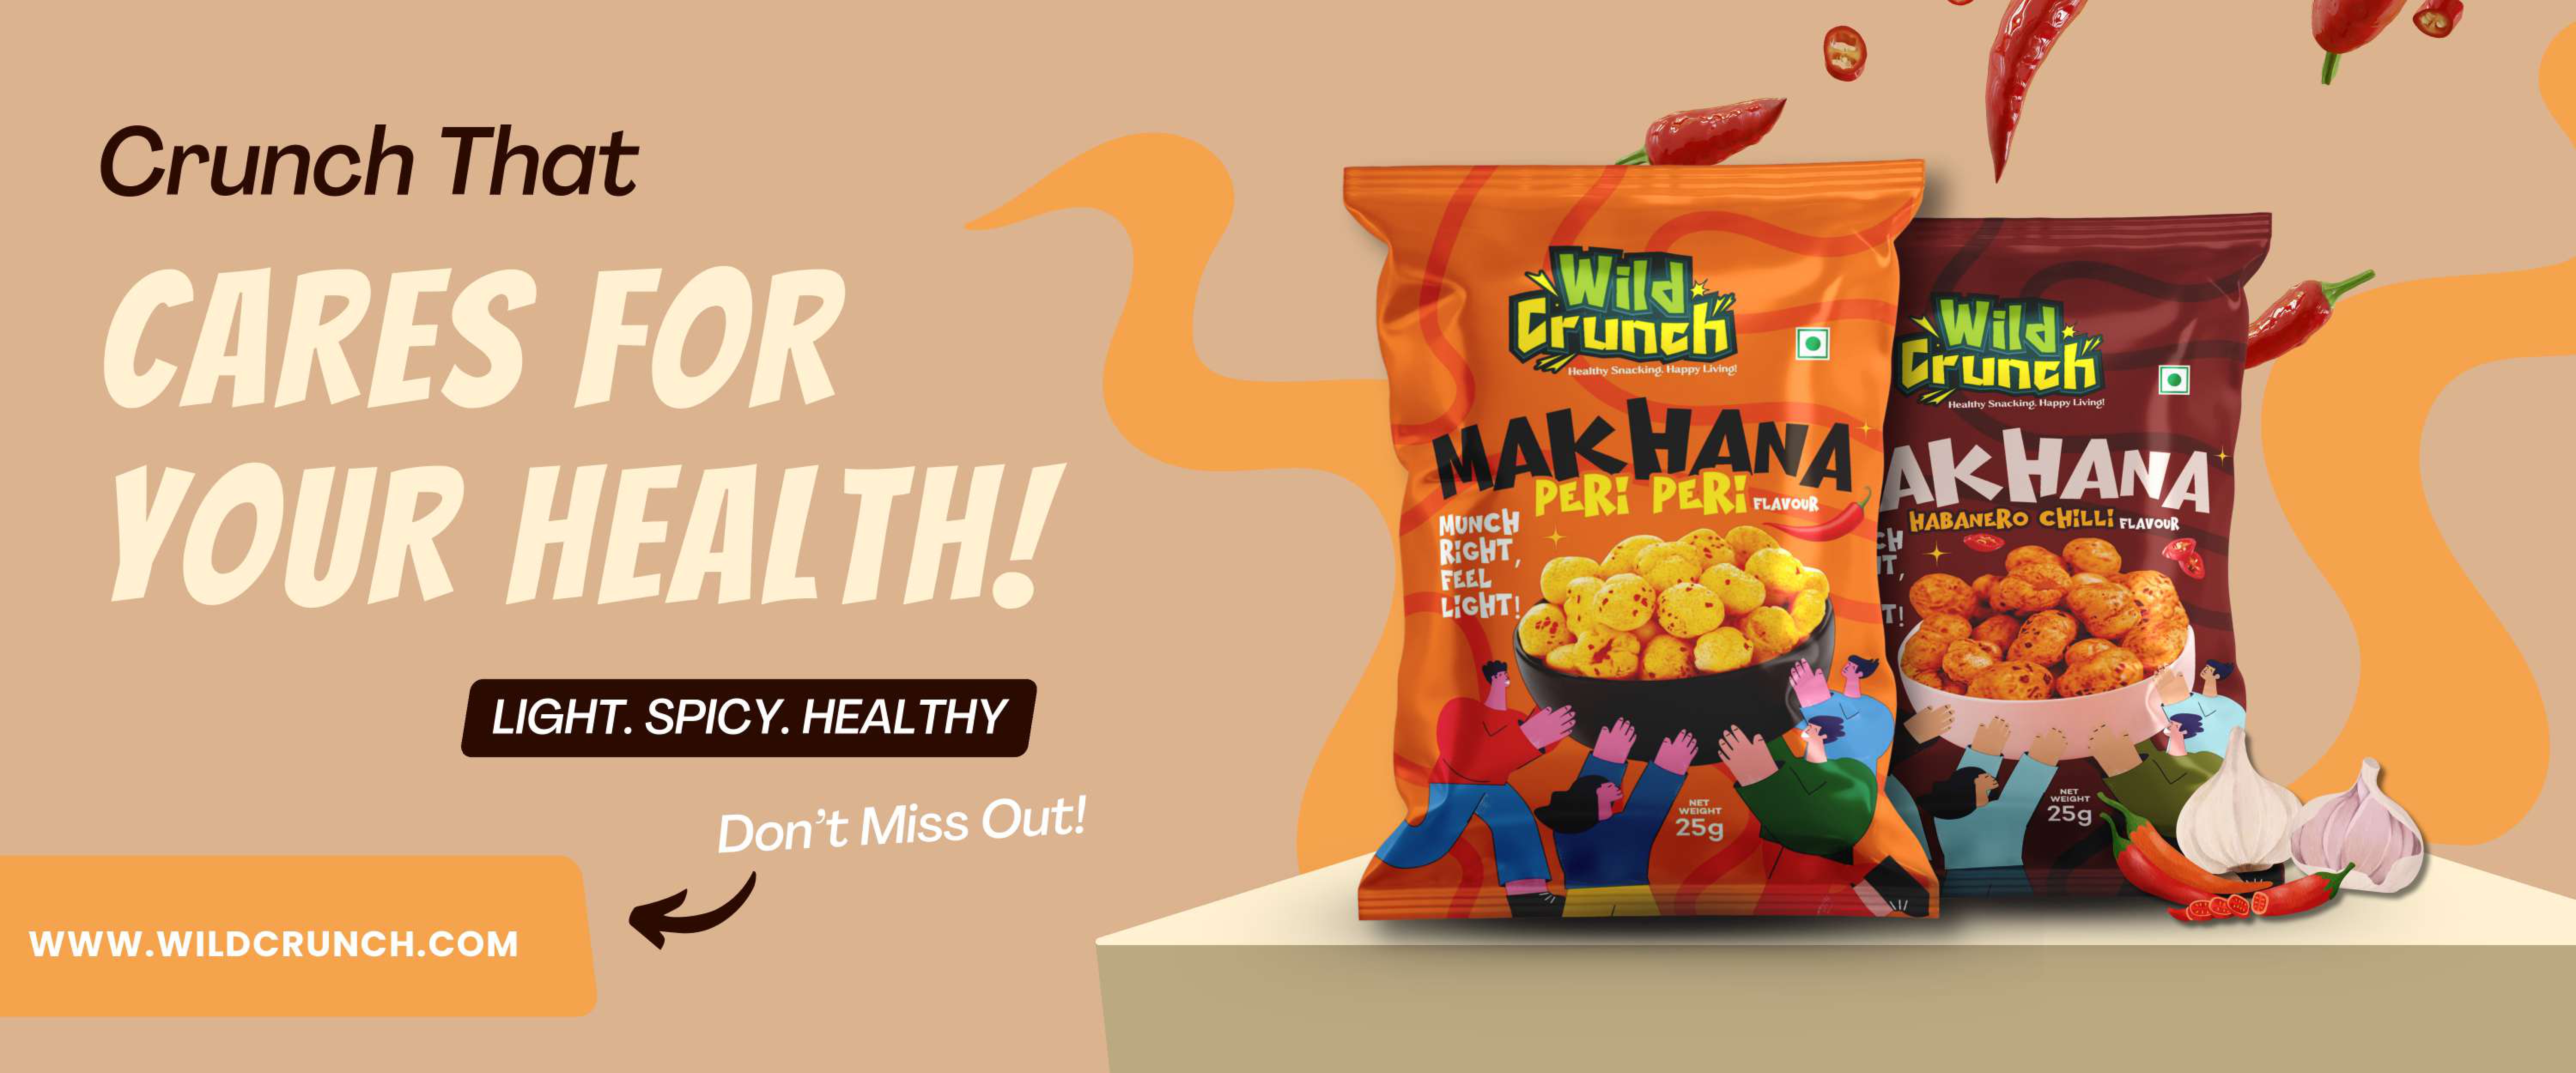 Crunch That
CARES FOR
YOUR HEALTH!
LIGHT. SPICY. HEALTHY
Don't Miss Out!
WWW.WILDCRUNCH.COM
Wild
Crunch
Healthy Snacking. Happy Living!
MAKHANA
PERI PERI FLAVOUR
MUNCH
RIGHT,
FEEL
LIGHT!
NET
WEIGHT
25g
Wild
Crunch
Healthy Snacking. Happy Living!
AKHANA
HABANERO CHILLI FLAVOUR
CH
T,
T!
NET
WEIGHT
25g